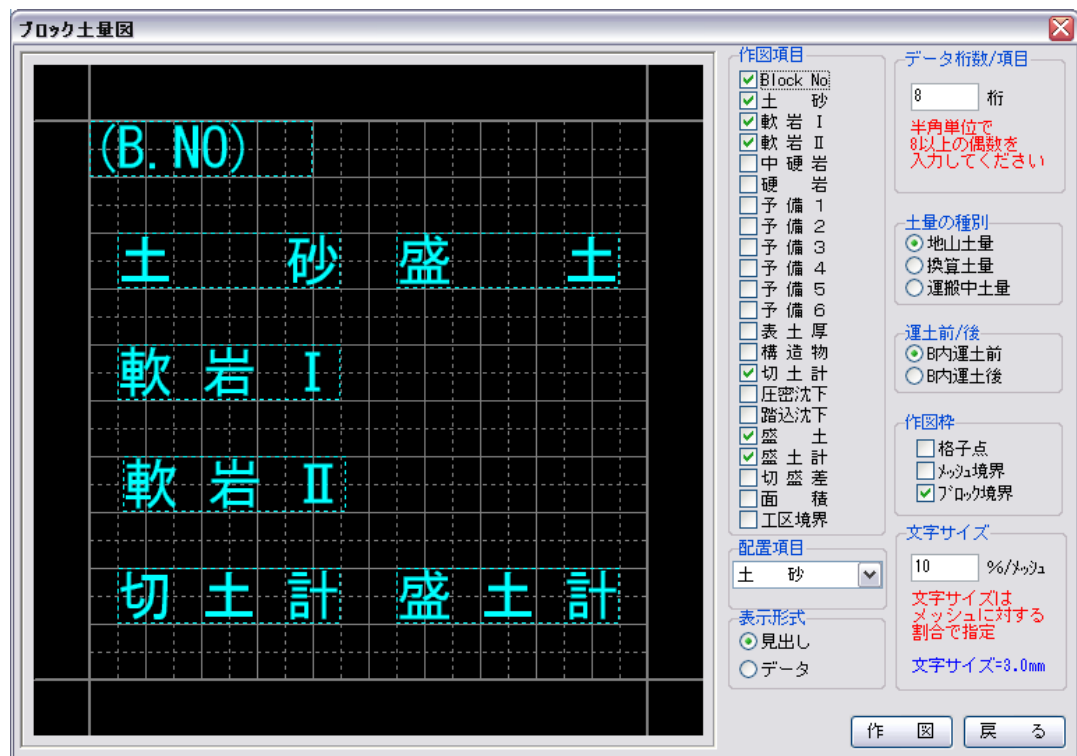 ブロック土量図
(B.NO)
土　　砂 盛　　土
軟 岩 Ⅰ
軟 岩 Ⅱ
切 土 計 盛 土 計
作図項目
Block No
土　　砂
軟 岩 Ⅰ
軟 岩 Ⅱ
中 硬 岩
硬　　岩
予 備 1
予 備 2
予 備 3
予 備 4
予 備 5
予 備 6
表 土 厚
構 造 物
切 土 計
圧密沈下
踏込沈下
盛　　土
盛 土 計
切 盛 差
面　　積
工区境界
配置項目
土　　砂
表示形式
見出し
データ
データ桁数/項目
8 桁
半角単位で
8以上の偶数を
入力してください
土量の種別
地山土量
換算土量
運搬中土量
運土前/後
B内運土前
B内運土後
作図枠
格子点
メッシュ境界
ブロック境界
文字サイズ
10 %/メッシュ
文字サイズは
メッシュに対する
割合で指定
文字サイズ=3.0mm
作　図 戻　る